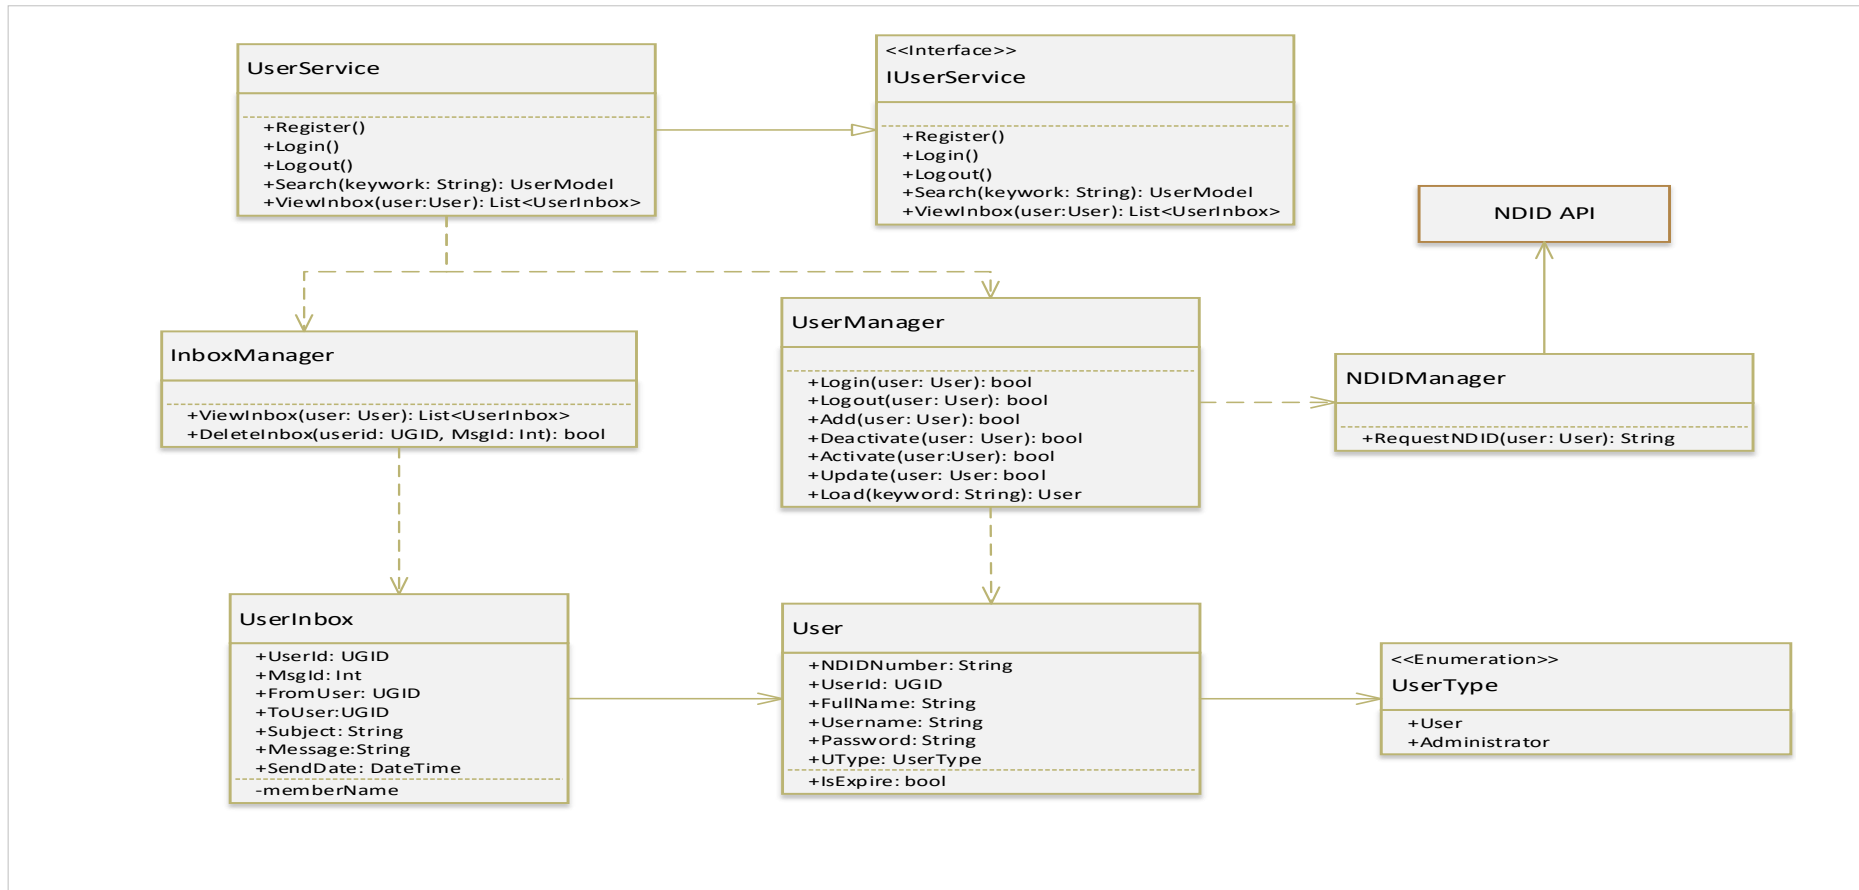 UserService
+Register()
+Login()
+Logout()
+Search(keywork: String): UserModel
+ViewInbox(user:User): List<UserInbox>
<<Interface>>
IUserService
+Register()
+Login()
+Logout()
+Search(keywork: String): UserModel
+ViewInbox(user:User): List<UserInbox>
NDID API
InboxManager
+ViewInbox(user: User): List<UserInbox>
+DeleteInbox(userid: UGID, MsgId: Int): bool
UserManager
+Login(user: User): bool
+Logout(user: User): bool
+Add(user: User): bool
+Deactivate(user: User): bool
+Activate(user:User): bool
+Update(user: User: bool
+Load(keyword: String): User
NDIDManager
+RequestNDID(user: User): String
UserInbox
+UserId: UGID
+MsgId: Int
+FromUser: UGID
+ToUser:UGID
+Subject: String
+Message:String
+SendDate: DateTime
-memberName
User
+NDIDNumber: String
+UserId: UGID
+FullName: String
+Username: String
+Password: String
+UType: UserType
+IsExpire: bool
<<Enumeration>>
UserType
+User
+Administrator